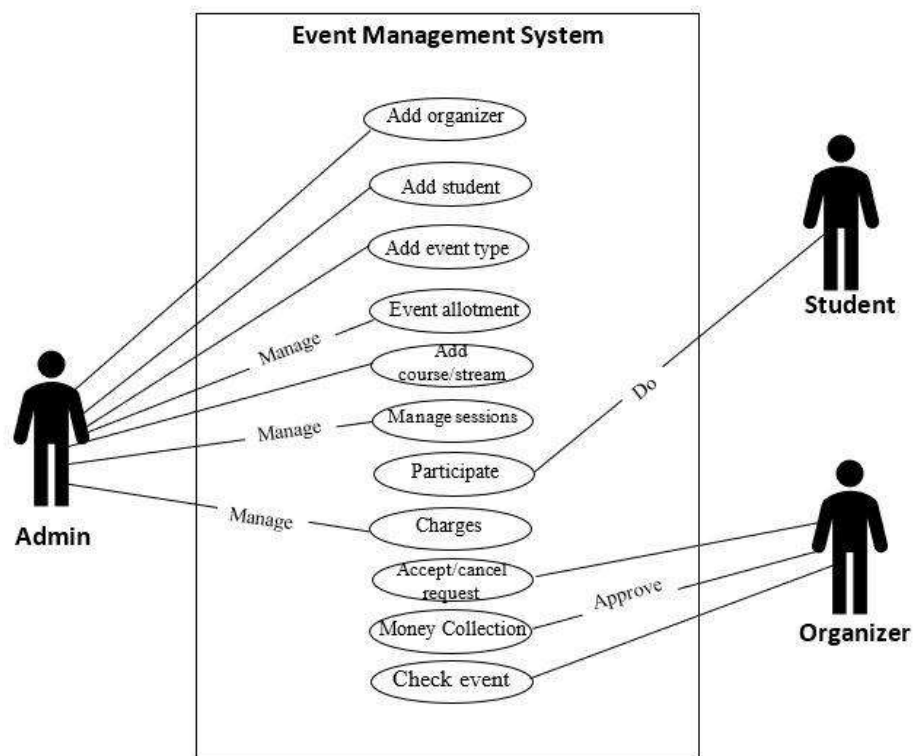 Event Management System
Add organizer
Add student
Add event type
Event allotment
Manage
Add
course/stream
Manage sessions
Manage
Participate
Do
Charges
Manage
Accept/cancel
request
Money Collection
Approve
Check event
Admin
Student
Organizer